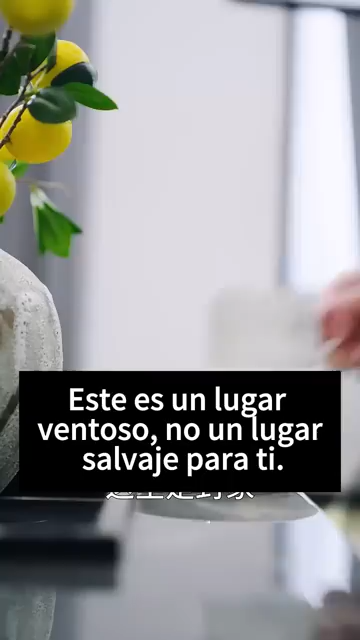 Este es un lugar
ventoso, no un lugar
salvaje para ti.